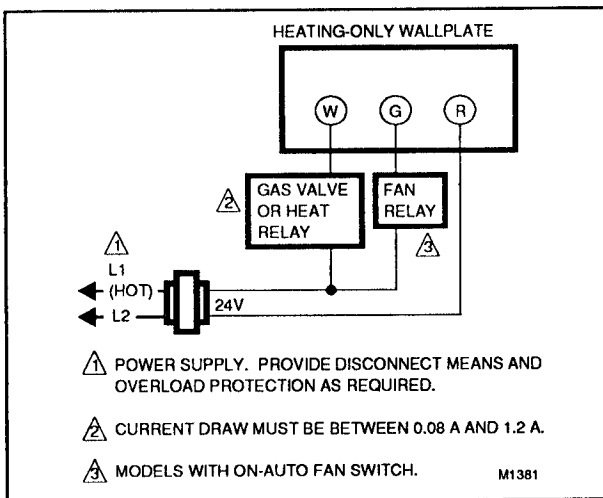 HEATING-ONLY WALLPLATE
W G R
2
GAS VALVE
OR HEAT
RELAY
FAN
RELAY
3
1
L1
(HOT)
L2
24V
1 POWER SUPPLY. PROVIDE DISCONNECT MEANS AND
OVERLOAD PROTECTION AS REQUIRED.
2 CURRENT DRAW MUST BE BETWEEN 0.08 A AND 1.2 A.
3 MODELS WITH ON-AUTO FAN SWITCH.
M1381